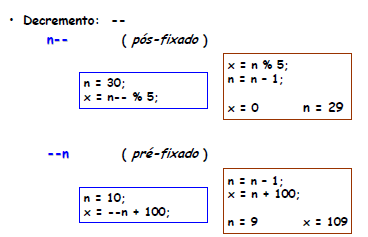 • Decremento: --
n-- ( pós-fixado )
n = 30;
x = n-- % 5;
x = n % 5;
n = n - 1;
x = 0 n = 29
--n ( pré-fixado )
n = 10;
x = --n + 100;
n = n - 1;
x = n + 100;
n = 9 x = 109